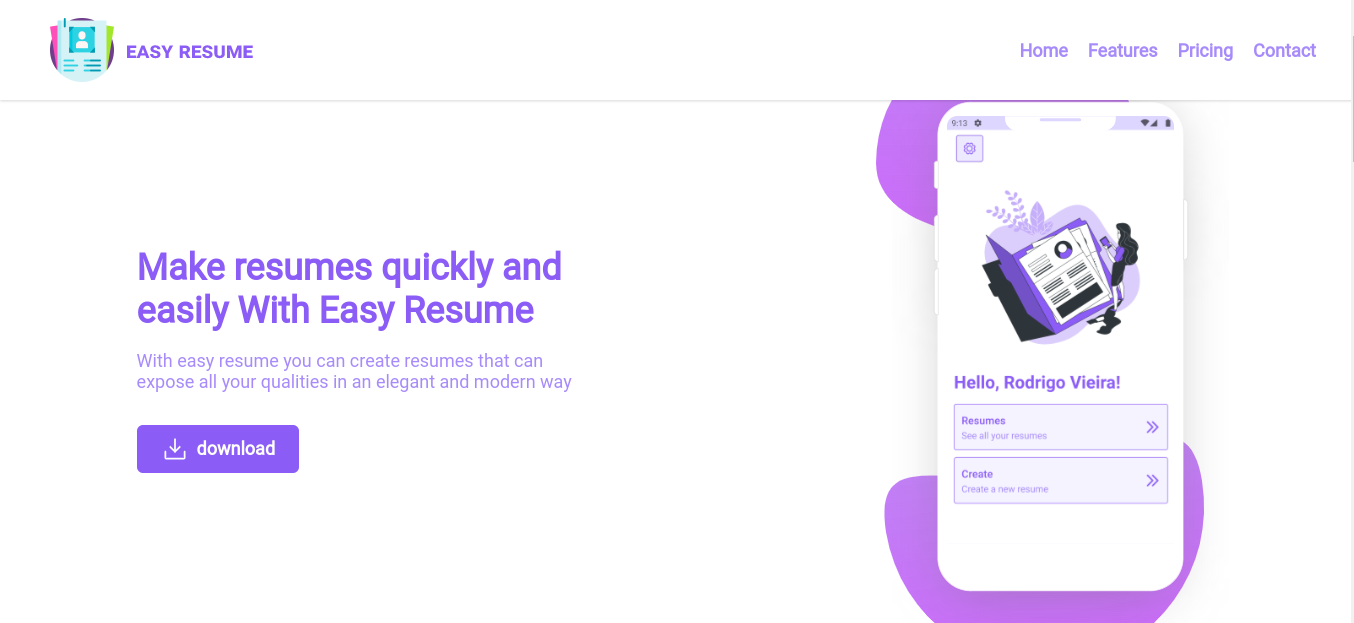 EASY RESUME
Home Features Pricing Contact
Make resumes quickly and
easily With Easy Resume
With easy resume you can create resumes that can
expose all your qualities in an elegant and modern way
download
9:13
Hello, Rodrigo Vieira!
Resumes
See all your resumes
Create
Create a new resume